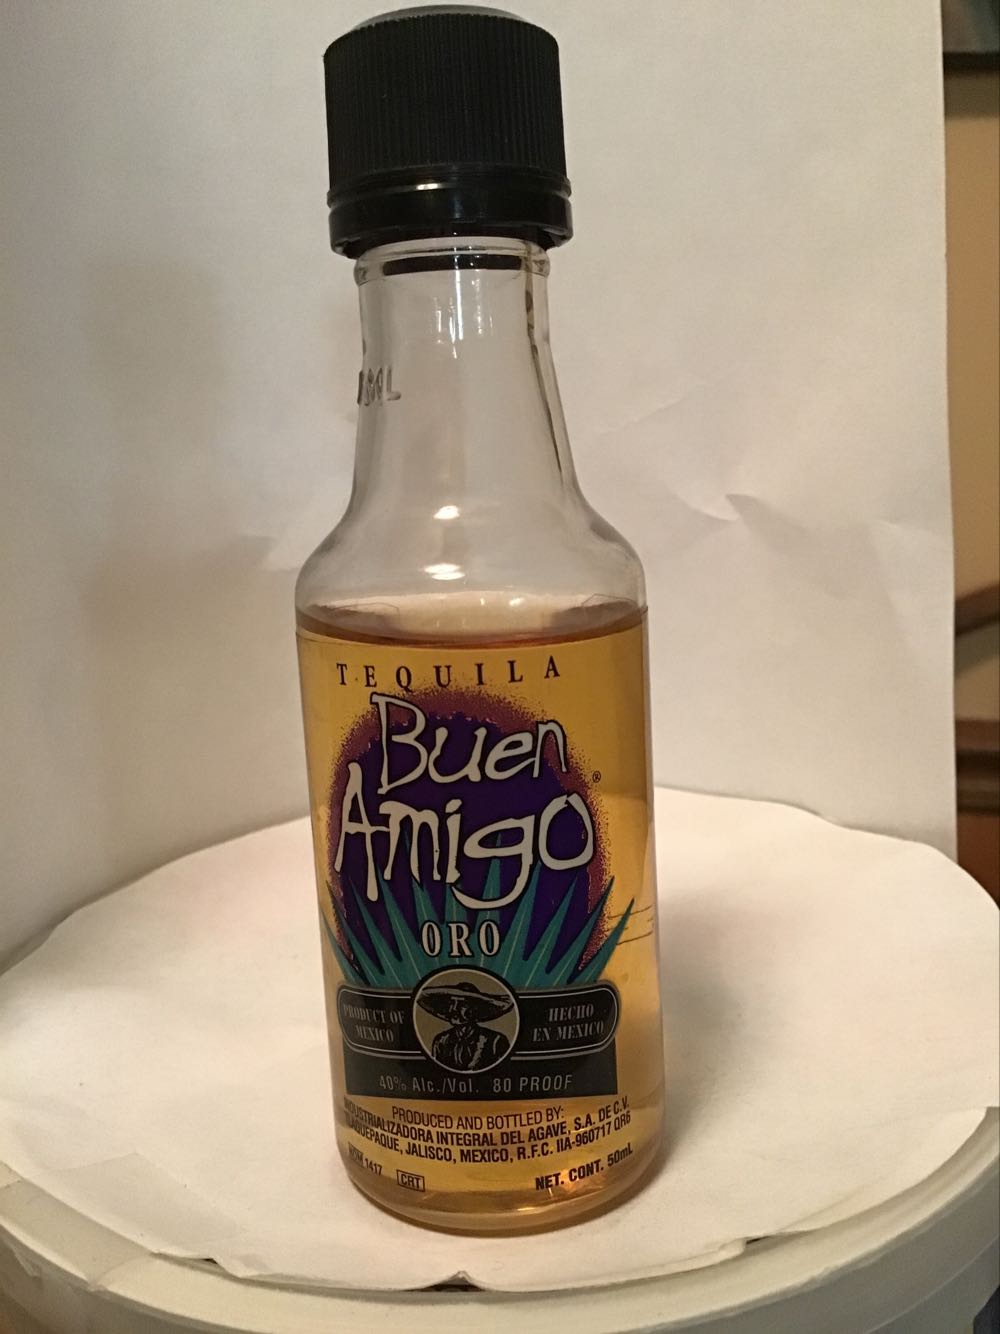 TEQUILA
Buen
Amigo®
ORO
PRODUCT OF
MEXICO
HECHO
EN MEXICO
40% Alc./Vol. 80 PROOF
PRODUCED AND BOTTLED BY:
INDUSTRIALIZADORA INTEGRAL DEL AGAVE, S.A. DE C.V.
TLAQUEPAQUE, JALISCO, MEXICO, R.F.C. IIA-960717 QR6
NOM 1417 CRT NET. CONT. 50mL